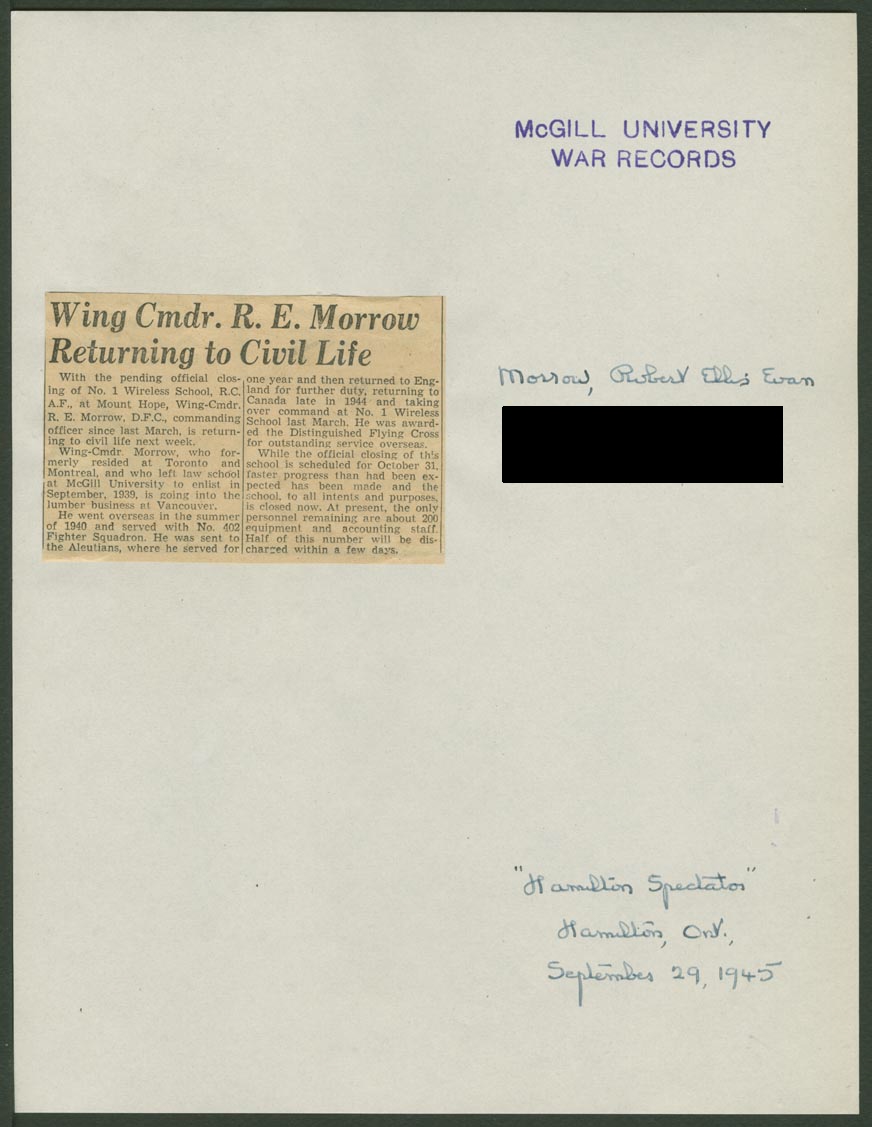 McGILL UNIVERSITY
WAR RECORDS
Wing Cmdr. R. E. Morrow
Returning to Civil Life
With the pending official clos-
ing of No. 1 Wireless School, R.C.
A.F., at Mount Hope, Wing-Cmdr.
R. E. Morrow, D.F.C., commanding
officer since last March, is return-
ing to civil life next week.
Wing-Cmdr. Morrow, who for-
merly resided at Toronto and
Montreal, and who left law school
at McGill University to enlist in
September, 1939, is going into the
lumber business at Vancouver.
He went overseas in the summer
of 1940 and served with No. 402
Fighter Squadron. He was sent to
the Aleutians, where he served for
one year and then returned to Eng-
land for further duty, returning to
Canada late in 1944 and taking
over command at No. 1 Wireless
School last March. He was award-
ed the Distinguished Flying Cross
for outstanding service overseas.
While the official closing of this
school is scheduled for October 31,
faster progress than had been ex-
pected has been made and the
school, to all intents and purposes,
is closed now. At present, the only
personnel remaining are about 200
equipment and accounting staff.
Half of this number will be dis-
charged within a few days.
Morrow, Robert Ellis Evan
"Hamilton Spectator"
Hamilton, Ont.,
September 29, 1945